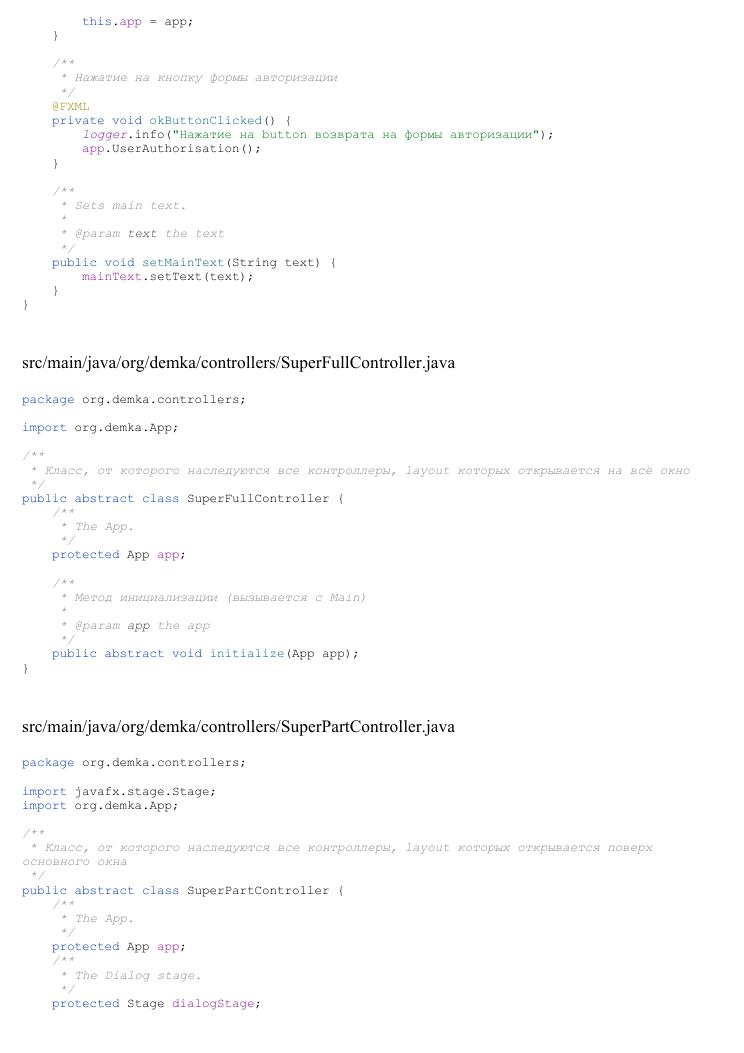 this.app = app;
    }

    /**
     * Нажатие на кнопку формы авторизации
     */
    @FXML
    private void okButtonClicked() {
        logger.info("Нажатие на button возврата на формы авторизации");
        app.UserAuthorisation();
    }

    /**
     * Sets main text.
     *
     * @param text the text
     */
    public void setMainText(String text) {
        mainText.setText(text);
    }
}

src/main/java/org/demka/controllers/SuperFullController.java

package org.demka.controllers;

import org.demka.App;

/**
 * Класс, от которого наследуются все контроллеры, layout которых открывается на всё окно
 */
public abstract class SuperFullController {
    /**
     * The App.
     */
    protected App app;

    /**
     * Метод инициализации (вызывается с Main)
     *
     * @param app the app
     */
    public abstract void initialize(App app);
}

src/main/java/org/demka/controllers/SuperPartController.java

package org.demka.controllers;

import javafx.stage.Stage;
import org.demka.App;

/**
 * Класс, от которого наследуются все контроллеры, layout которых открывается поверх
основного окна
 */
public abstract class SuperPartController {
    /**
     * The App.
     */
    protected App app;
    /**
     * The Dialog stage.
     */
    protected Stage dialogStage;